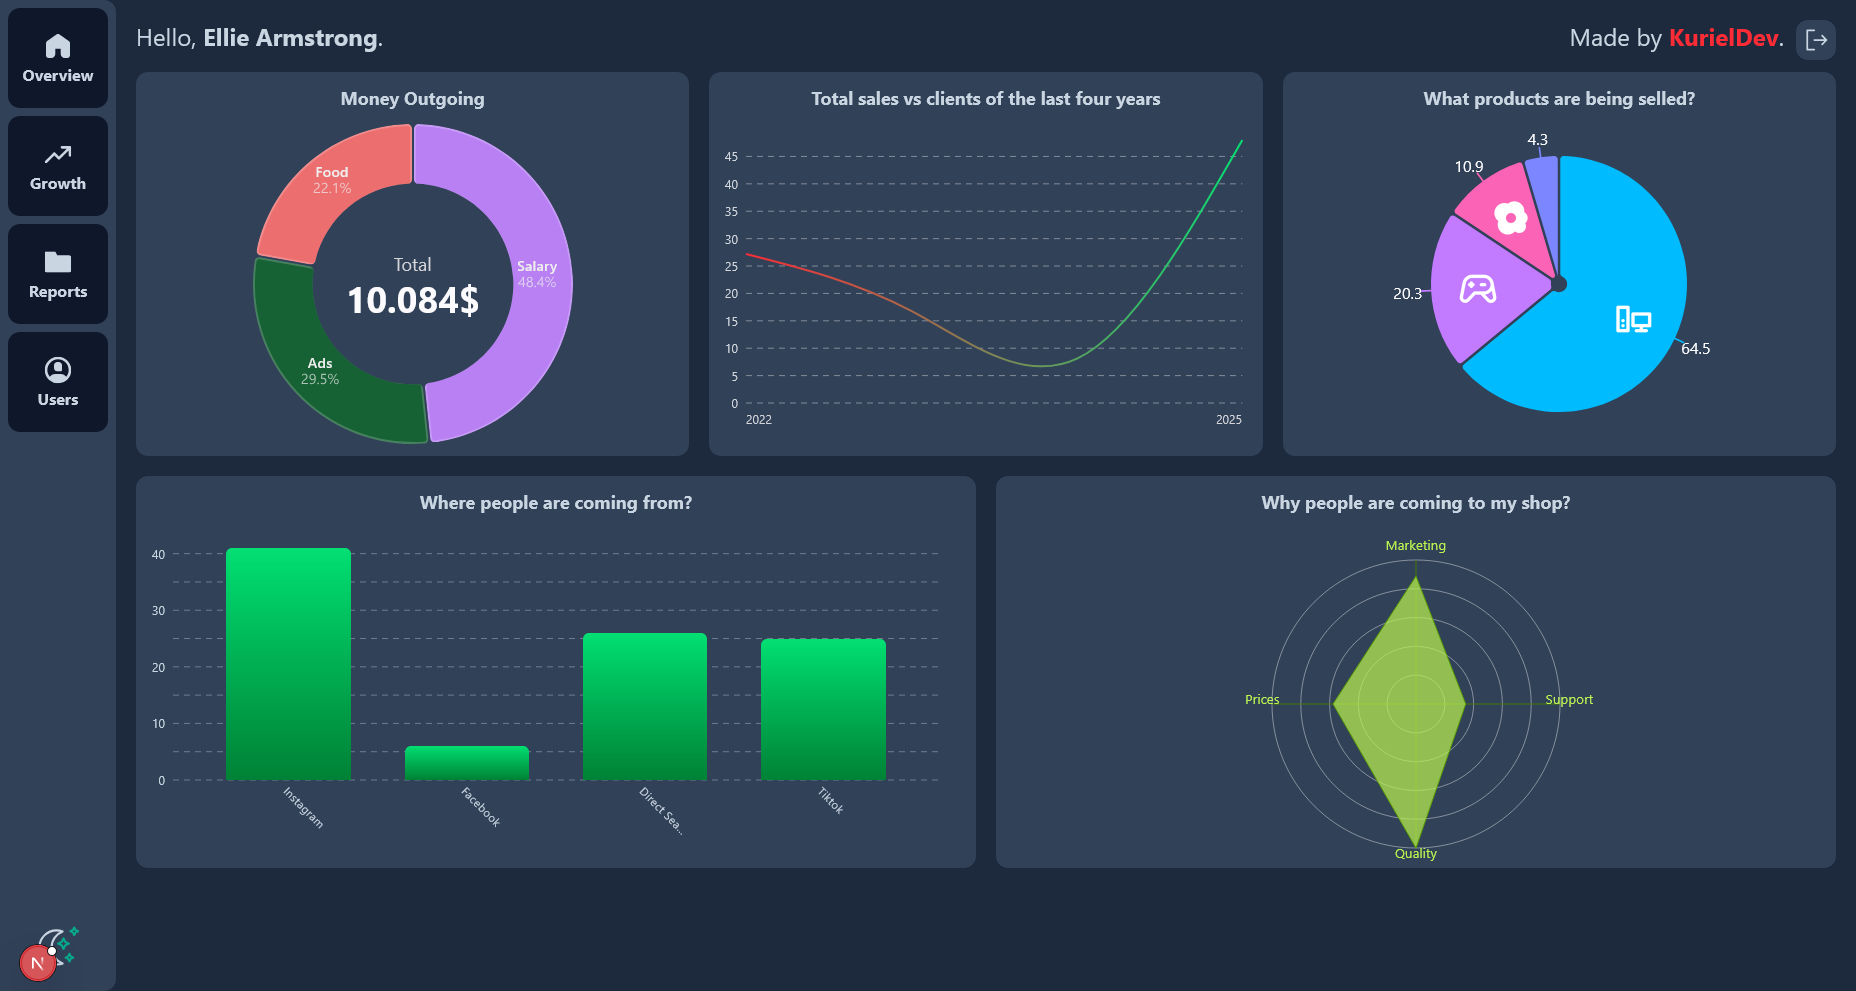 Hello, Ellie Armstrong.
Made by KurielDev.
Overview
Growth
Reports
Users
Money Outgoing
Food
22.1%
Salary
48.4%
Ads
29.5%
Total
10.084$
Total sales vs clients of the last four years
45
40
35
30
25
20
15
10
5
0
2022
2025
What products are being selled?
4.3
10.9
20.3
64.5
Where people are coming from?
40
30
20
10
0
Instagram
Facebook
Direct Sea...
Tiktok
Why people are coming to my shop?
Marketing
Prices
Support
Quality
N